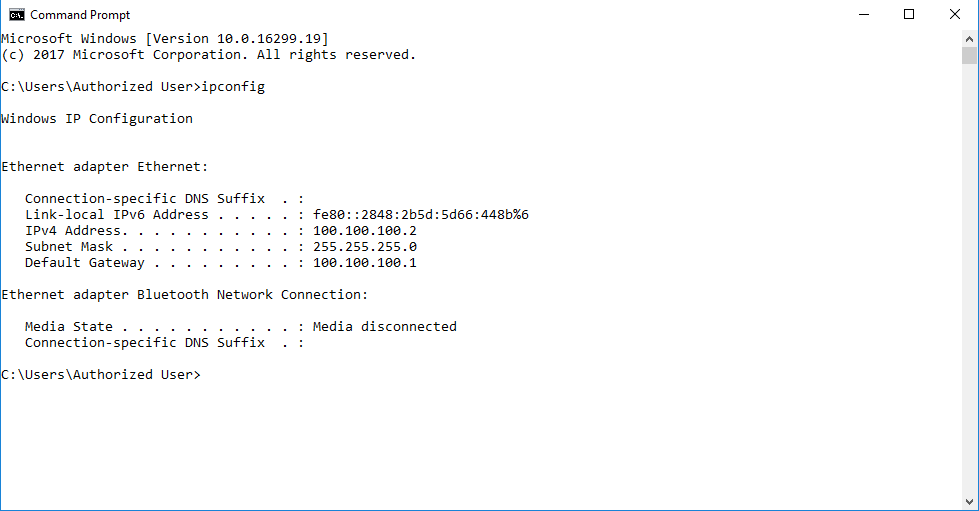 Command Prompt
Microsoft Windows [Version 10.0.16299.19]
(c) 2017 Microsoft Corporation. All rights reserved.
C:\Users\Authorized User>ipconfig
Windows IP Configuration
Ethernet adapter Ethernet:
Connection-specific DNS Suffix  . :
Link-local IPv6 Address . . . . . : fe80::2848:2b5d:5d66:448b%6
IPv4 Address. . . . . . . . . . . : 100.100.100.2
Subnet Mask . . . . . . . . . . . : 255.255.255.0
Default Gateway . . . . . . . . . : 100.100.100.1
Ethernet adapter Bluetooth Network Connection:
Media State . . . . . . . . . . . : Media disconnected
Connection-specific DNS Suffix  . :
C:\Users\Authorized User>